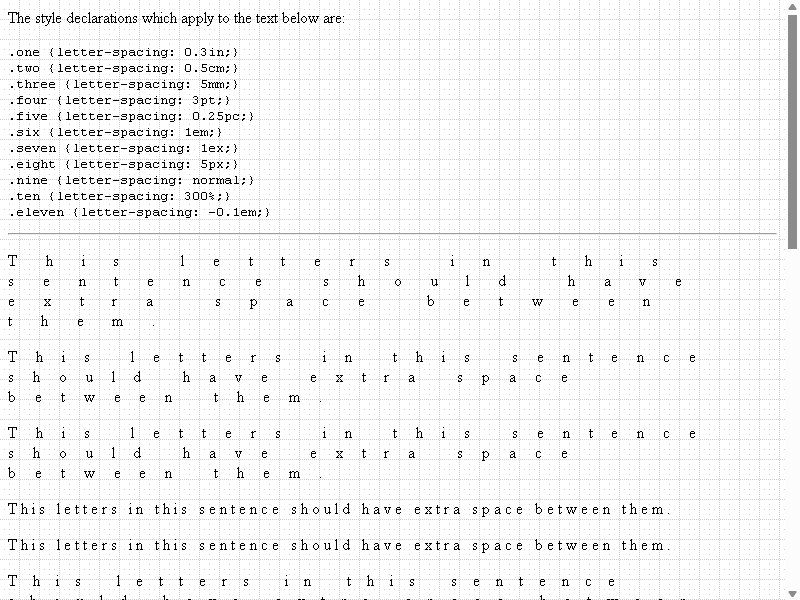 The style declarations which apply to the text below are:
.one {letter-spacing: 0.3in;}
.two {letter-spacing: 0.5cm;}
.three {letter-spacing: 5mm;}
.four {letter-spacing: 3pt;}
.five {letter-spacing: 0.25pc;}
.six {letter-spacing: 1em;}
.seven {letter-spacing: 1ex;}
.eight {letter-spacing: 5px;}
.nine {letter-spacing: normal;}
.ten {letter-spacing: 300%;}
.eleven {letter-spacing: -0.1em;}
This letters in this
sentence should have
extra space between
them.
This letters in this sentence
should have extra space
between them.
This letters in this sentence
should have extra space
between them.
This letters in this sentence should have extra space between them.
This letters in this sentence should have extra space between them.
This letters in this sentence